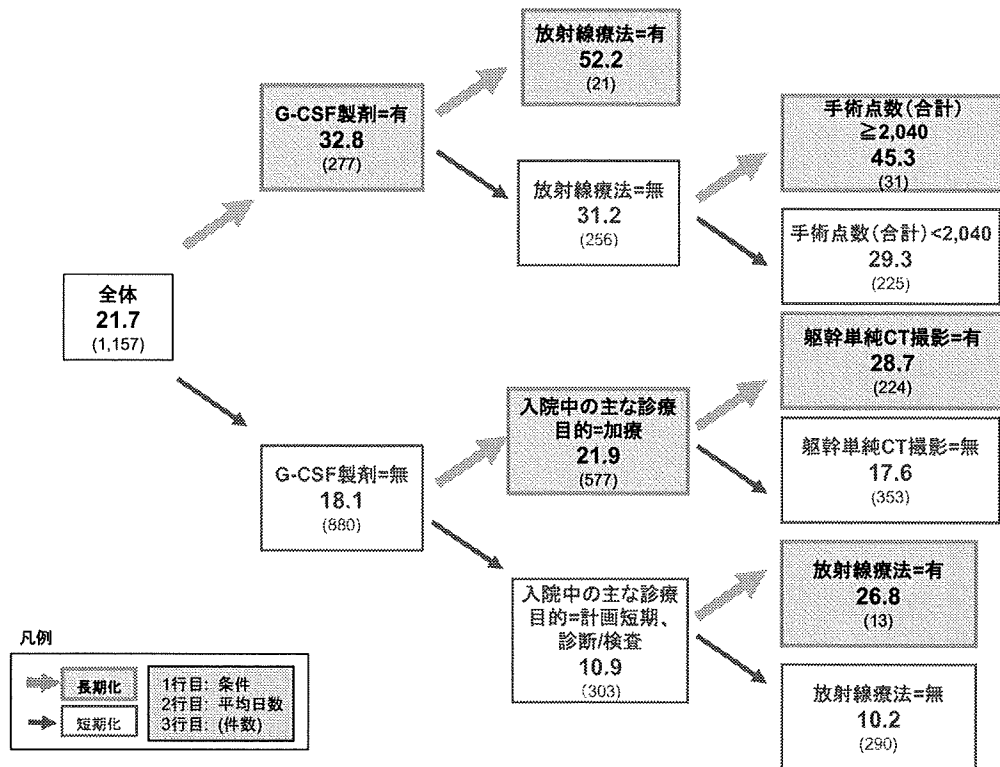 放射線療法=有
52.2
(21)
G-CSF製剤=有
32.8
(277)
手術点数(合計)
≧2,040
45.3
(31)
放射線療法=無
31.2
(256)
手術点数(合計)<2,040
29.3
(225)
全体
21.7
(1,157)
躯幹単純CT撮影=有
28.7
(224)
入院中の主な診療
目的=加療
21.9
(577)
躯幹単純CT撮影=無
17.6
(353)
G-CSF製剤=無
18.1
(880)
放射線療法=有
26.8
(13)
入院中の主な診療
目的=計画短期、
診断/検査
10.9
(303)
放射線療法=無
10.2
(290)
凡例
長期化
短期化
1行目: 条件
2行目: 平均日数
3行目: (件数)